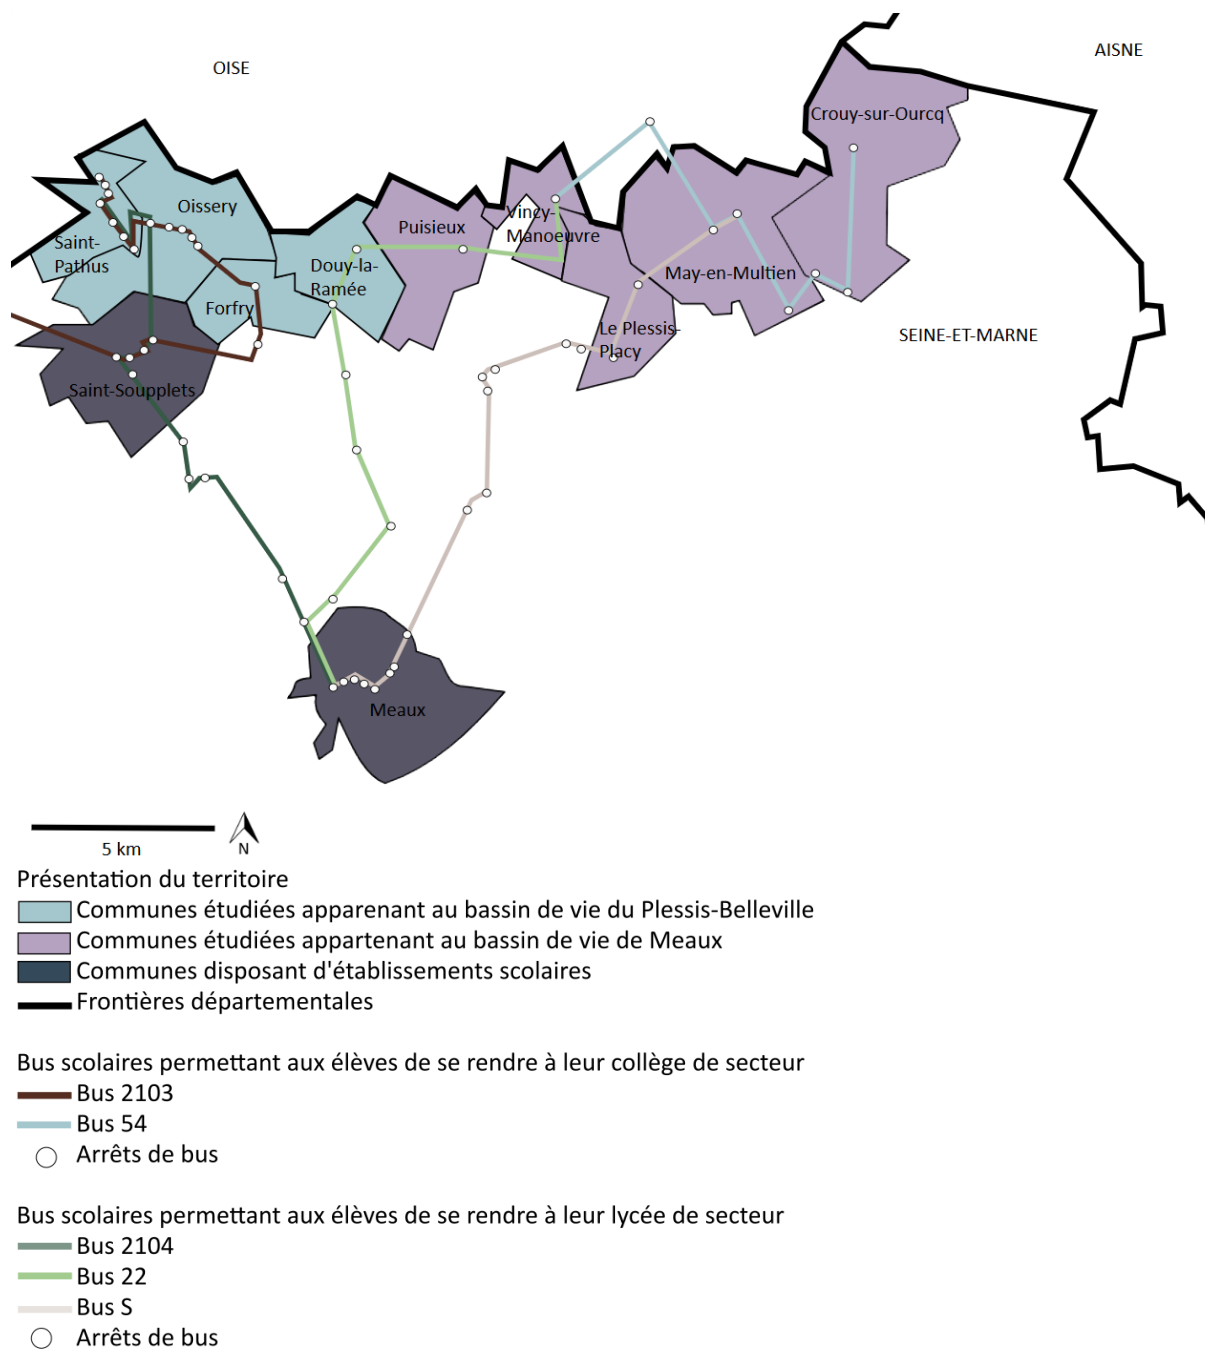 OISE
AISNE
Crouy-sur-Ourcq
Oissery
Saint-
Pathus
Puisieux
Vincy-
Manoeuvre
Douy-la-
Ramée
May-en-Multien
Forfry
Le Plessis-
Placy
SEINE-ET-MARNE
Saint-Soupplets
Meaux
5 km
N
Présentation du territoire
Communes étudiées apparenant au bassin de vie du Plessis-Belleville
Communes étudiées appartenant au bassin de vie de Meaux
Communes disposant d'établissements scolaires
Frontières départementales
Bus scolaires permettant aux élèves de se rendre à leur collège de secteur
Bus 2103
Bus 54
Arrêts de bus
Bus scolaires permettant aux élèves de se rendre à leur lycée de secteur
Bus 2104
Bus 22
Bus S
Arrêts de bus